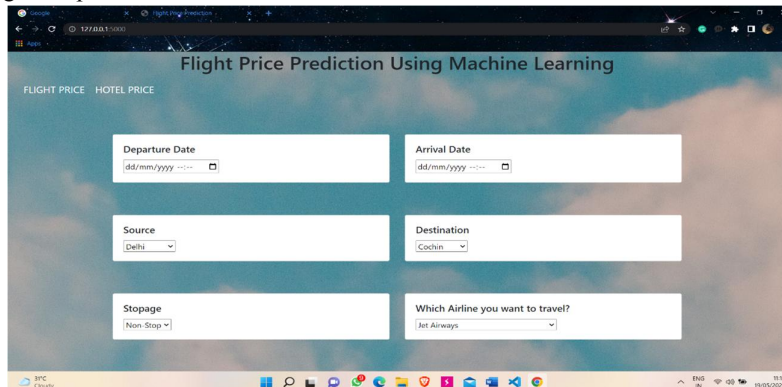 Google
Flight Price Prediction
127.0.0.1:5000
Apps
Flight Price Prediction Using Machine Learning
FLIGHT PRICE HOTEL PRICE
Departure Date
dd/mm/yyyy --:--
Arrival Date
dd/mm/yyyy --:--
Source
Delhi
Destination
Cochin
Stopage
Non-Stop
Which Airline you want to travel?
Jet Airways
31°C
Cloudy
ENG
IN